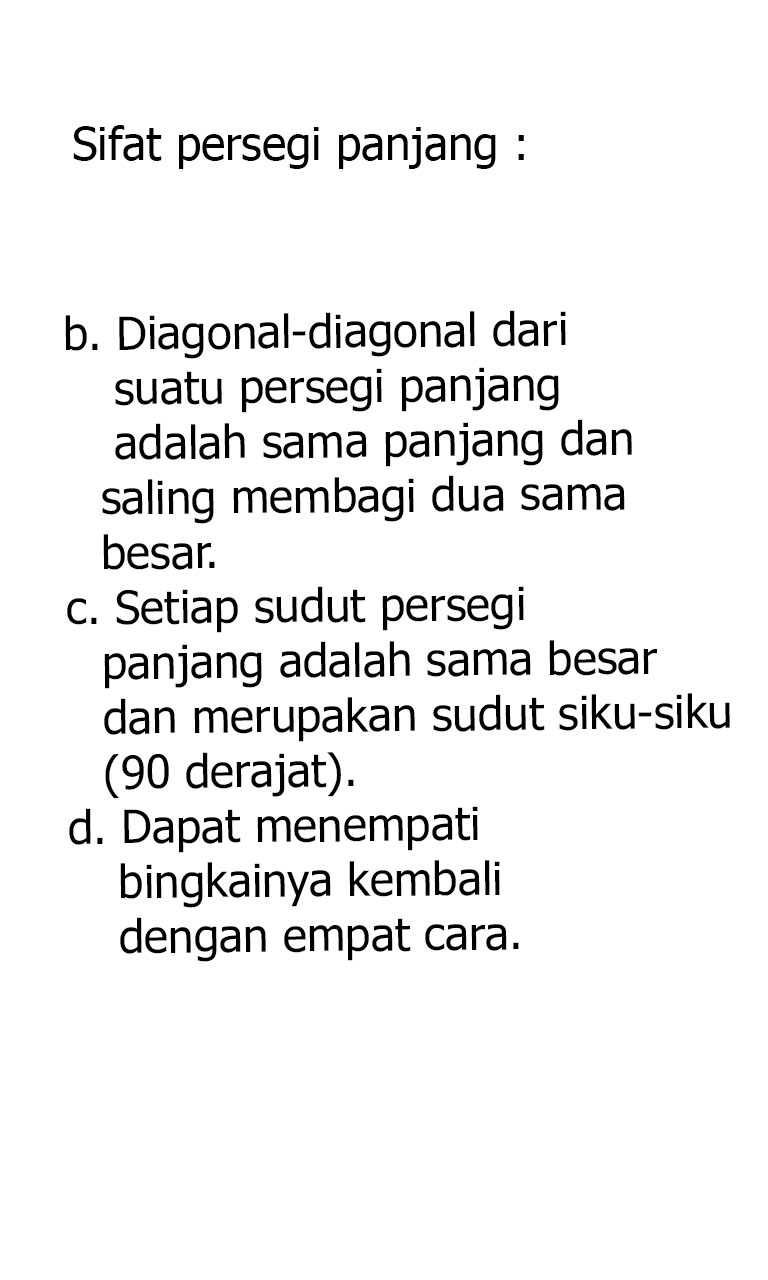 Sifat persegi panjang :
b. Diagonal-diagonal dari
suatu persegi panjang
adalah sama panjang dan
saling membagi dua sama
besar.
c. Setiap sudut persegi
panjang adalah sama besar
dan merupakan sudut siku-siku
(90 derajat).
d. Dapat menempati
bingkainya kembali
dengan empat cara.